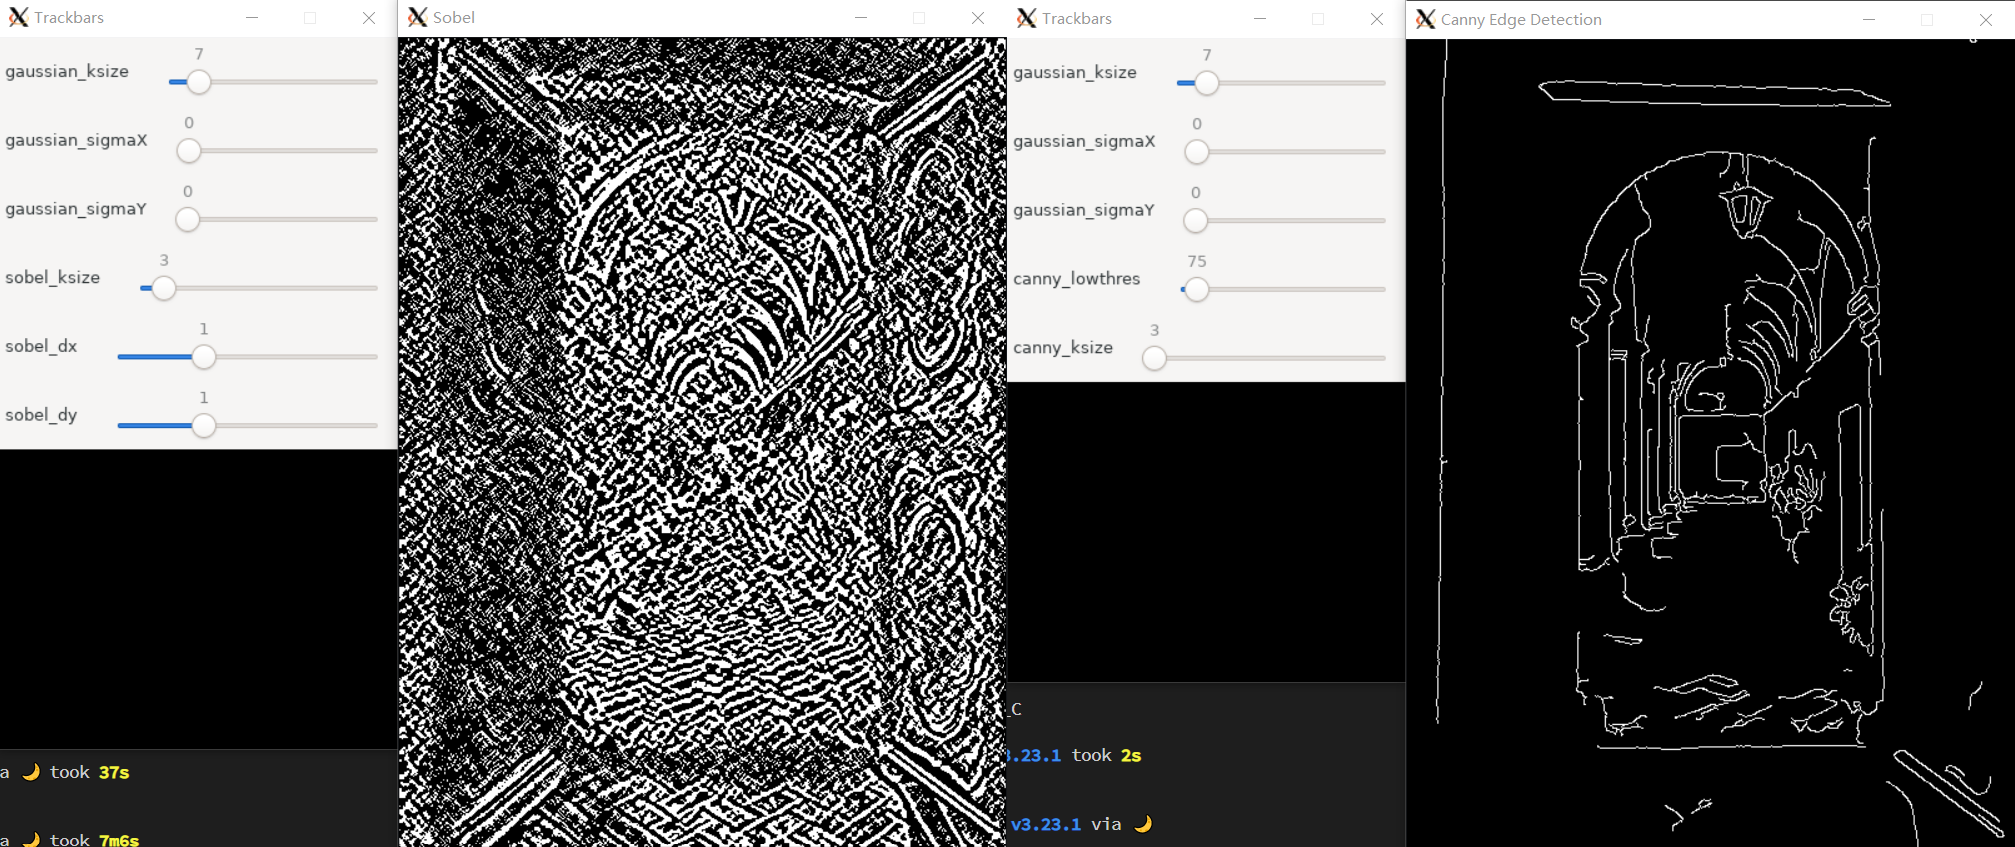 Trackbars
gaussian_ksize
7
gaussian_sigmaX
0
gaussian_sigmaY
0
sobel_ksize
3
sobel_dx
1
sobel_dy
1
a 🌙 took 37s
a 🌙 took 7m6s
Sobel
Trackbars
gaussian_ksize
7
gaussian_sigmaX
0
gaussian_sigmaY
0
canny_lowthres
75
canny_ksize
3
_C
3.23.1 took 2s
v3.23.1 via 🌙
Canny Edge Detection